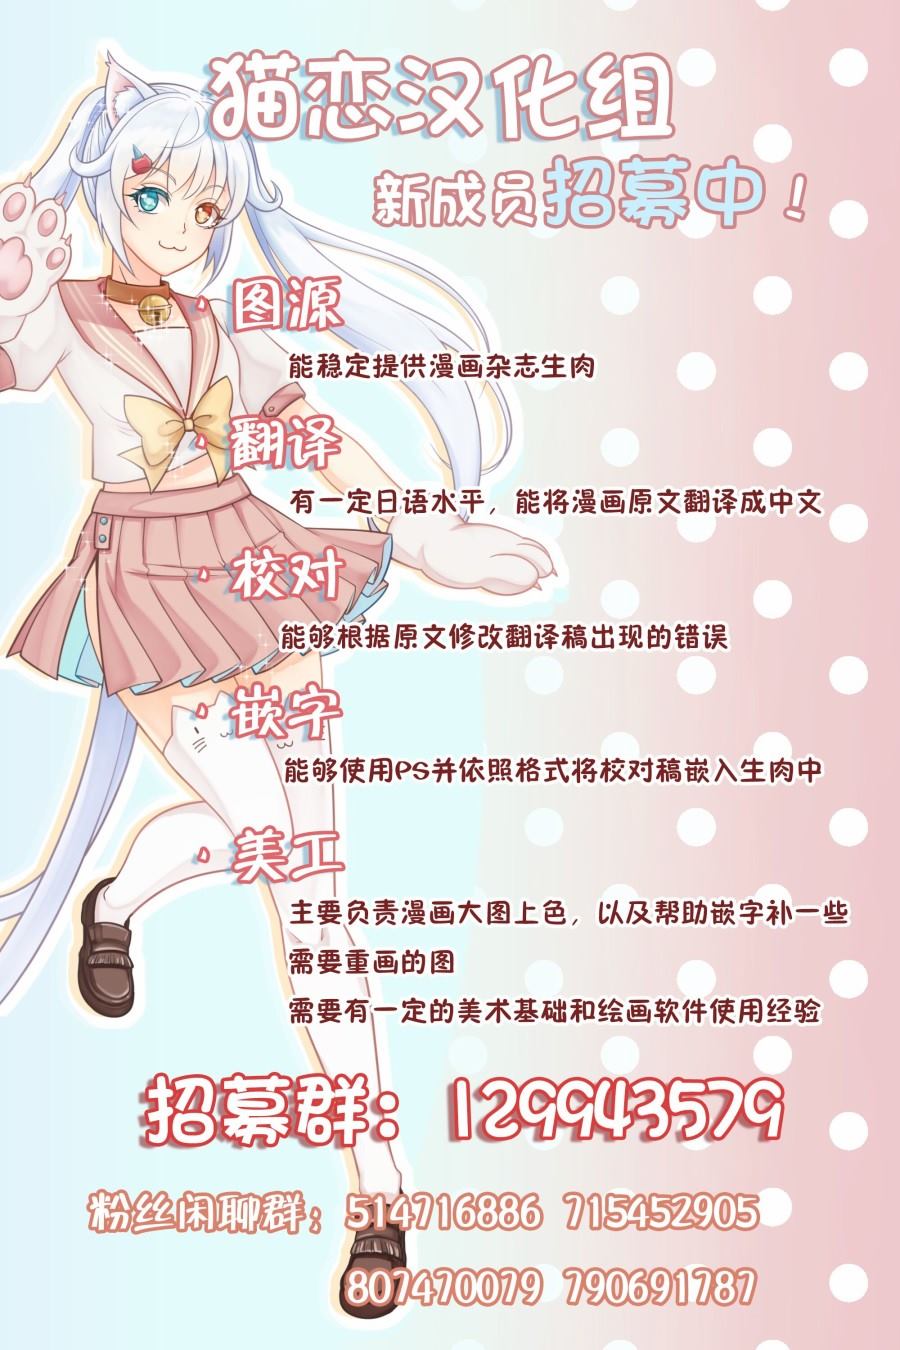 猫恋汉化组
新成员招募中！
·图源
能稳定提供漫画杂志生肉
·翻译
有一定日语水平，能将漫画原文翻译成中文
·校对
能够根据原文修改翻译稿出现的错误
·嵌字
能够使用PS并依照格式将校对稿嵌入生肉中
·美工
主要负责漫画大图上色，以及帮助嵌字补一些
需要重画的图
需要有一定的美术基础和绘画软件使用经验
招募群：129943579
粉丝闲聊群：514716886 715452905
807470079 790691787